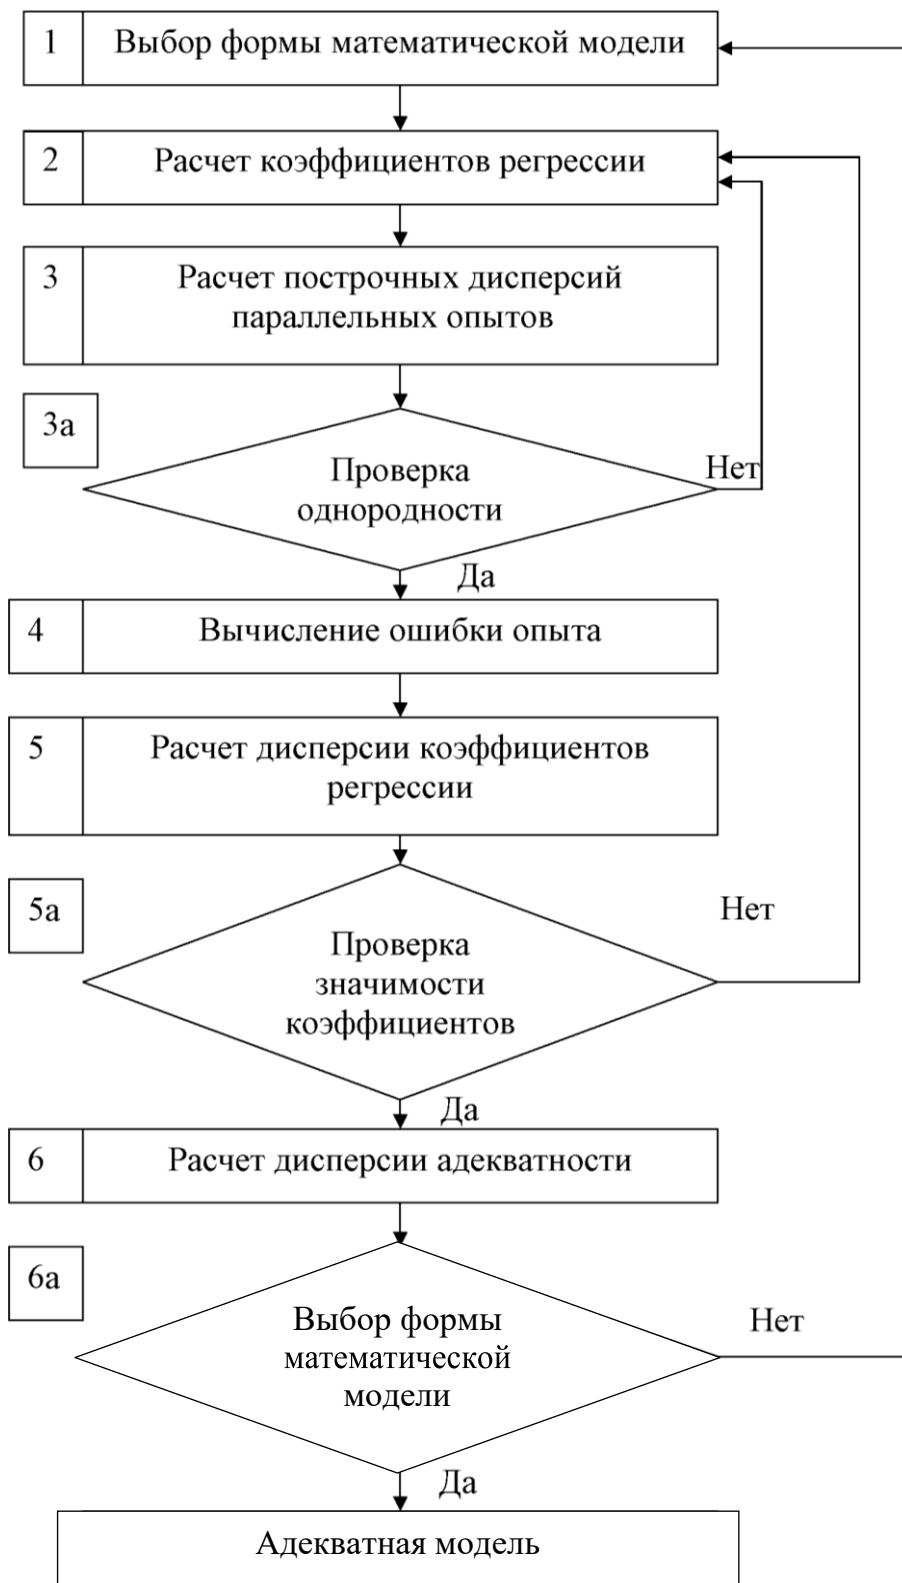 1 Выбор формы математической модели
2 Расчет коэффициентов регрессии
3 Расчет построчных дисперсий
параллельных опытов
3а
Проверка
однородности
Нет
Да
4 Вычисление ошибки опыта
5 Расчет дисперсии коэффициентов
регрессии
5а
Нет
Проверка
значимости
коэффициентов
Да
6 Расчет дисперсии адекватности
6а
Выбор формы
математической
модели
Нет
Да
Адекватная модель